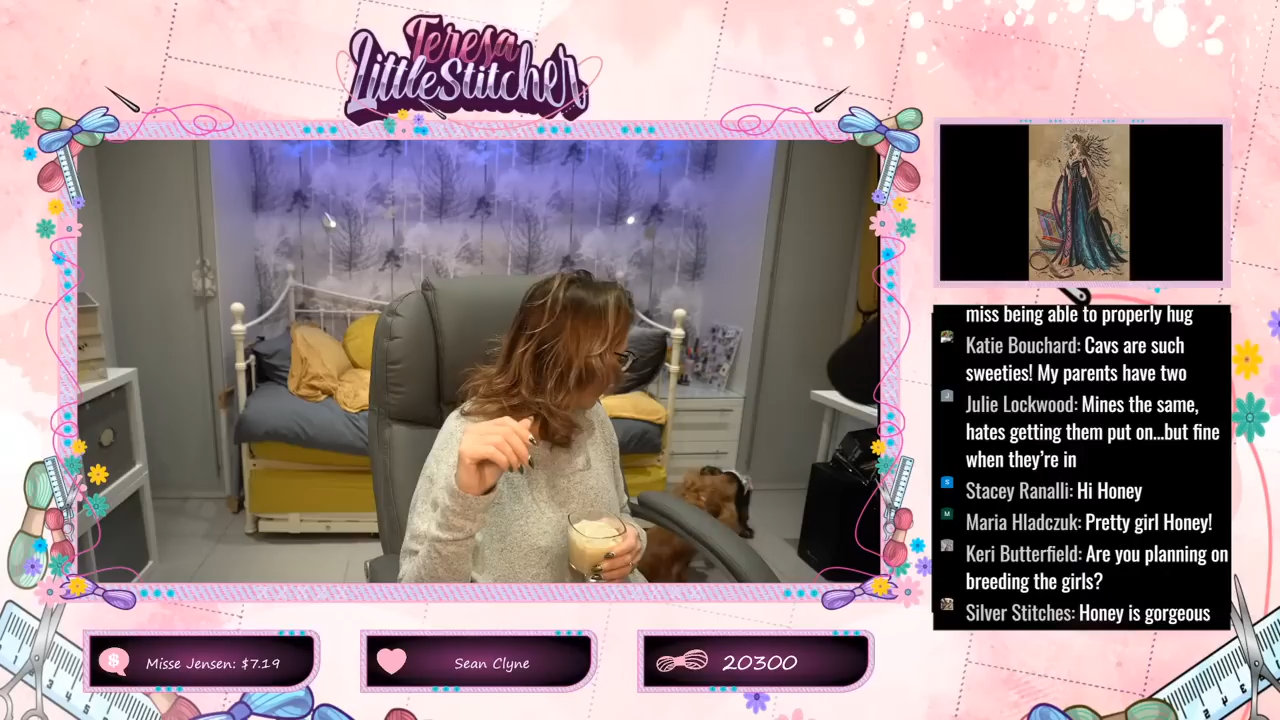 Teresa
LittleStitcher
miss being able to properly hug
Katie Bouchard: Cavs are such
sweeties! My parents have two
Julie Lockwood: Mines the same,
hates getting them put on...but fine
when they're in
Stacey Ranalli: Hi Honey
Maria Hladczuk: Pretty girl Honey!
Keri Butterfield: Are you planning on
breeding the girls?
Silver Stitches: Honey is gorgeous
Misse Jensen: $7.19
Sean Clyne
20300